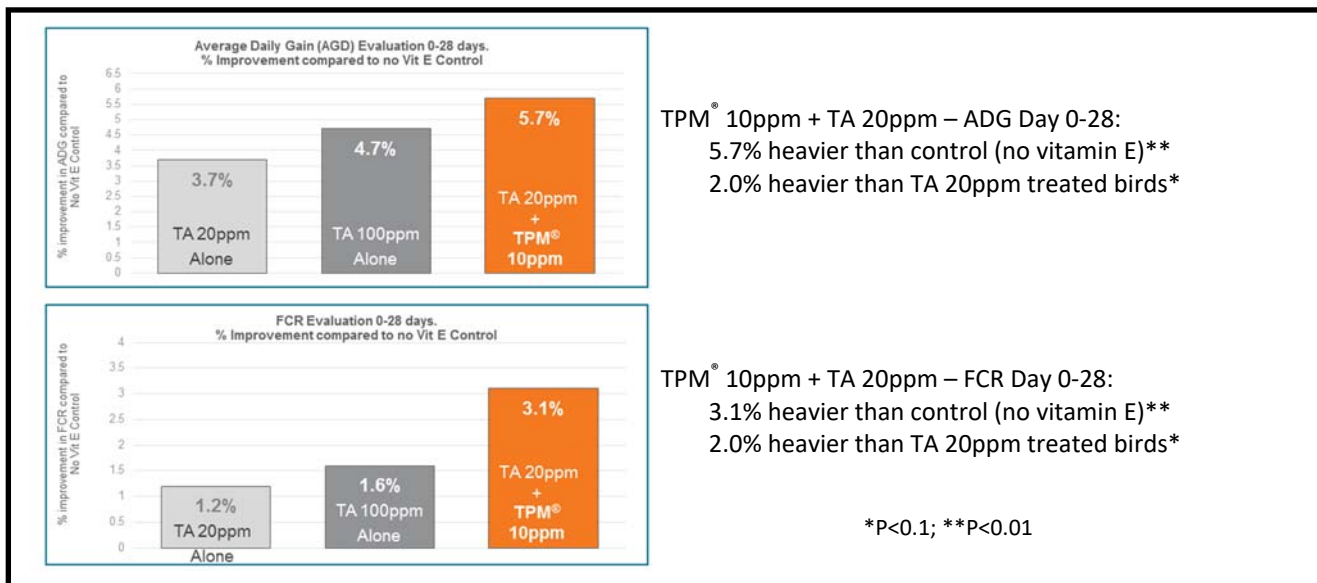 Average Daily Gain (AGD) Evaluation 0-28 days.
% Improvement compared to no Vit E Control
% improvement in ADG compared to
No Vit E Control
6.5
6
5.5
5
4.5
4
3.5
3
2.5
2
1.5
1
0.5
0
3.7%
TA 20ppm
Alone
4.7%
TA 100ppm
Alone
5.7%
TA 20ppm
+
TPM®
10ppm
TPM® 10ppm + TA 20ppm – ADG Day 0-28:
5.7% heavier than control (no vitamin E)**
2.0% heavier than TA 20ppm treated birds*
FCR Evaluation 0-28 days.
% Improvement compared to no Vit E Control
% improvement in FCR compared to
No Vit E Control
4
3.5
3
2.5
2
1.5
1
0.5
0
1.2%
TA 20ppm
Alone
1.6%
TA 100ppm
Alone
3.1%
TA 20ppm
+
TPM®
10ppm
TPM® 10ppm + TA 20ppm – FCR Day 0-28:
3.1% heavier than control (no vitamin E)**
2.0% heavier than TA 20ppm treated birds*
*P<0.1; **P<0.01